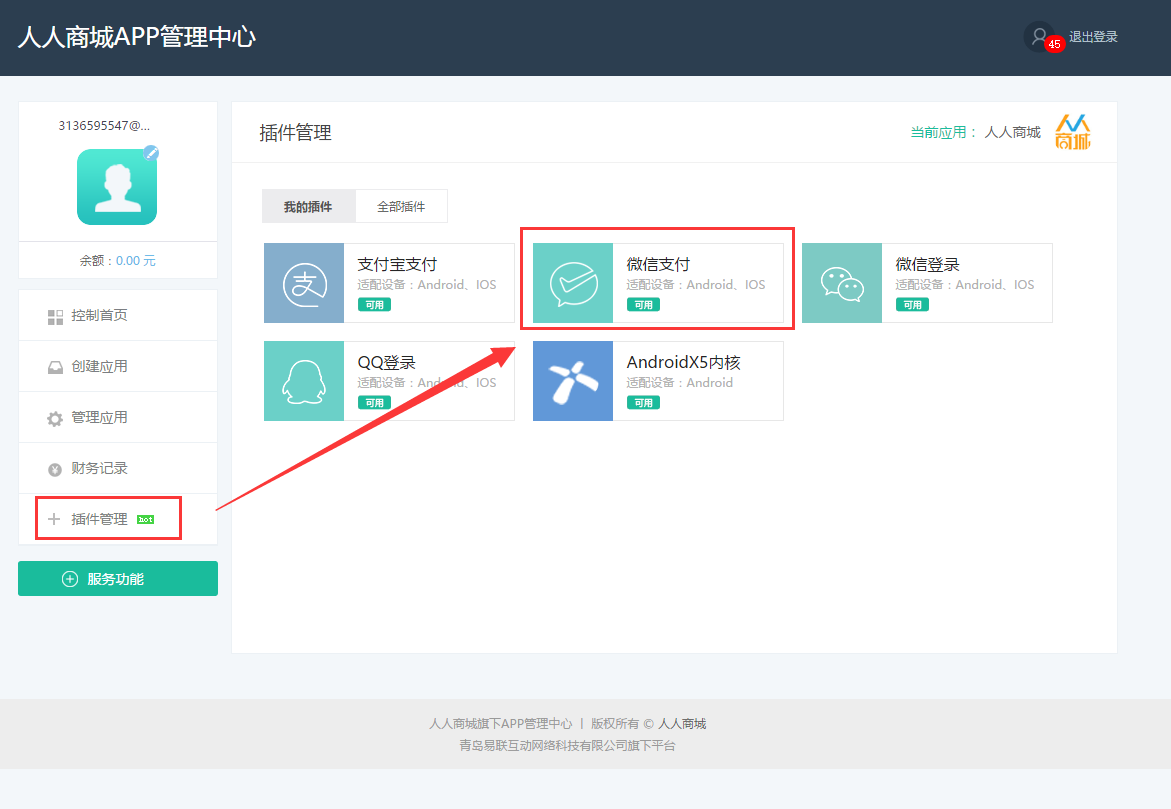 人人商城APP管理中心
45
退出登录
3136595547@...
余额：0.00 元
控制首页
创建应用
管理应用
财务记录
插件管理 hot
服务功能
插件管理
当前应用： 人人商城
商城
我的插件
全部插件
支
支付宝支付
适配设备：Android、IOS
可用
微信支付
适配设备：Android、IOS
可用
微信登录
适配设备：Android、IOS
可用
QQ登录
适配设备：Android、IOS
可用
AndroidX5内核
适配设备：Android
可用
人人商城旗下APP管理中心 丨 版权所有 © 人人商城
青岛易联互动网络科技有限公司旗下平台